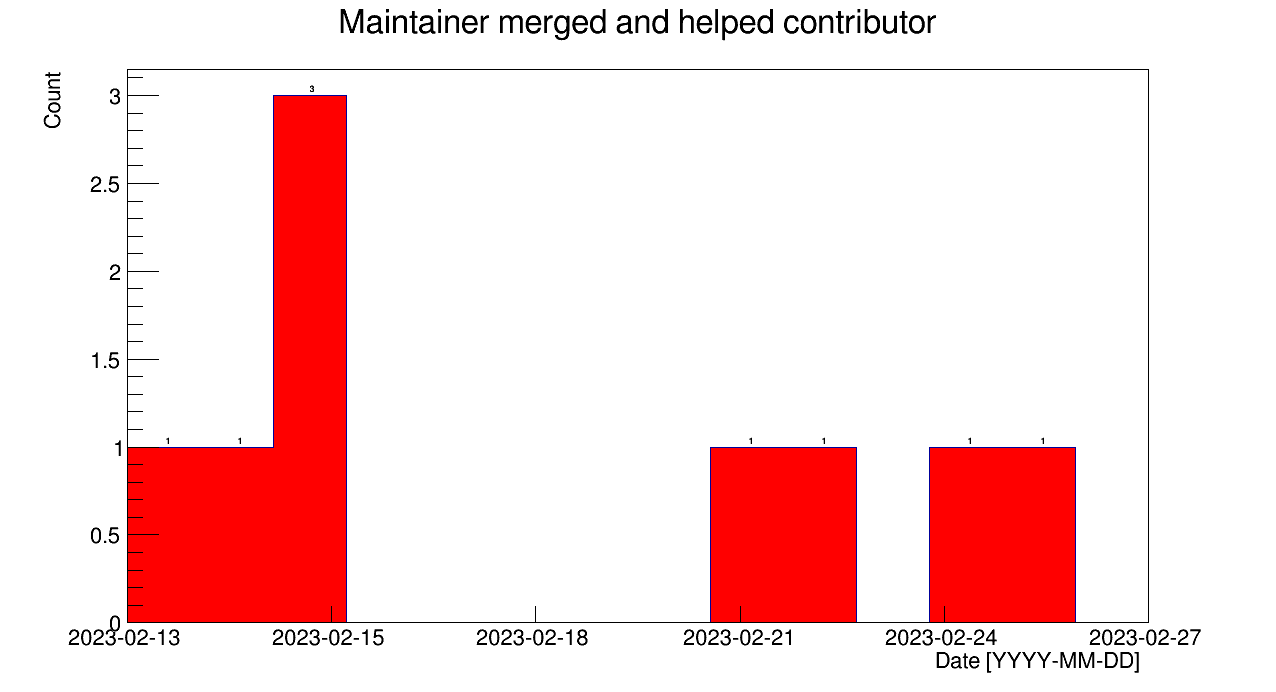 Maintainer merged and helped contributor
Count
3
2.5
2
1.5
1
0.5
0
3
1 1 1 1 1 1
2023-02-13 2023-02-15 2023-02-18 2023-02-21 2023-02-24 2023-02-27
Date [YYYY-MM-DD]